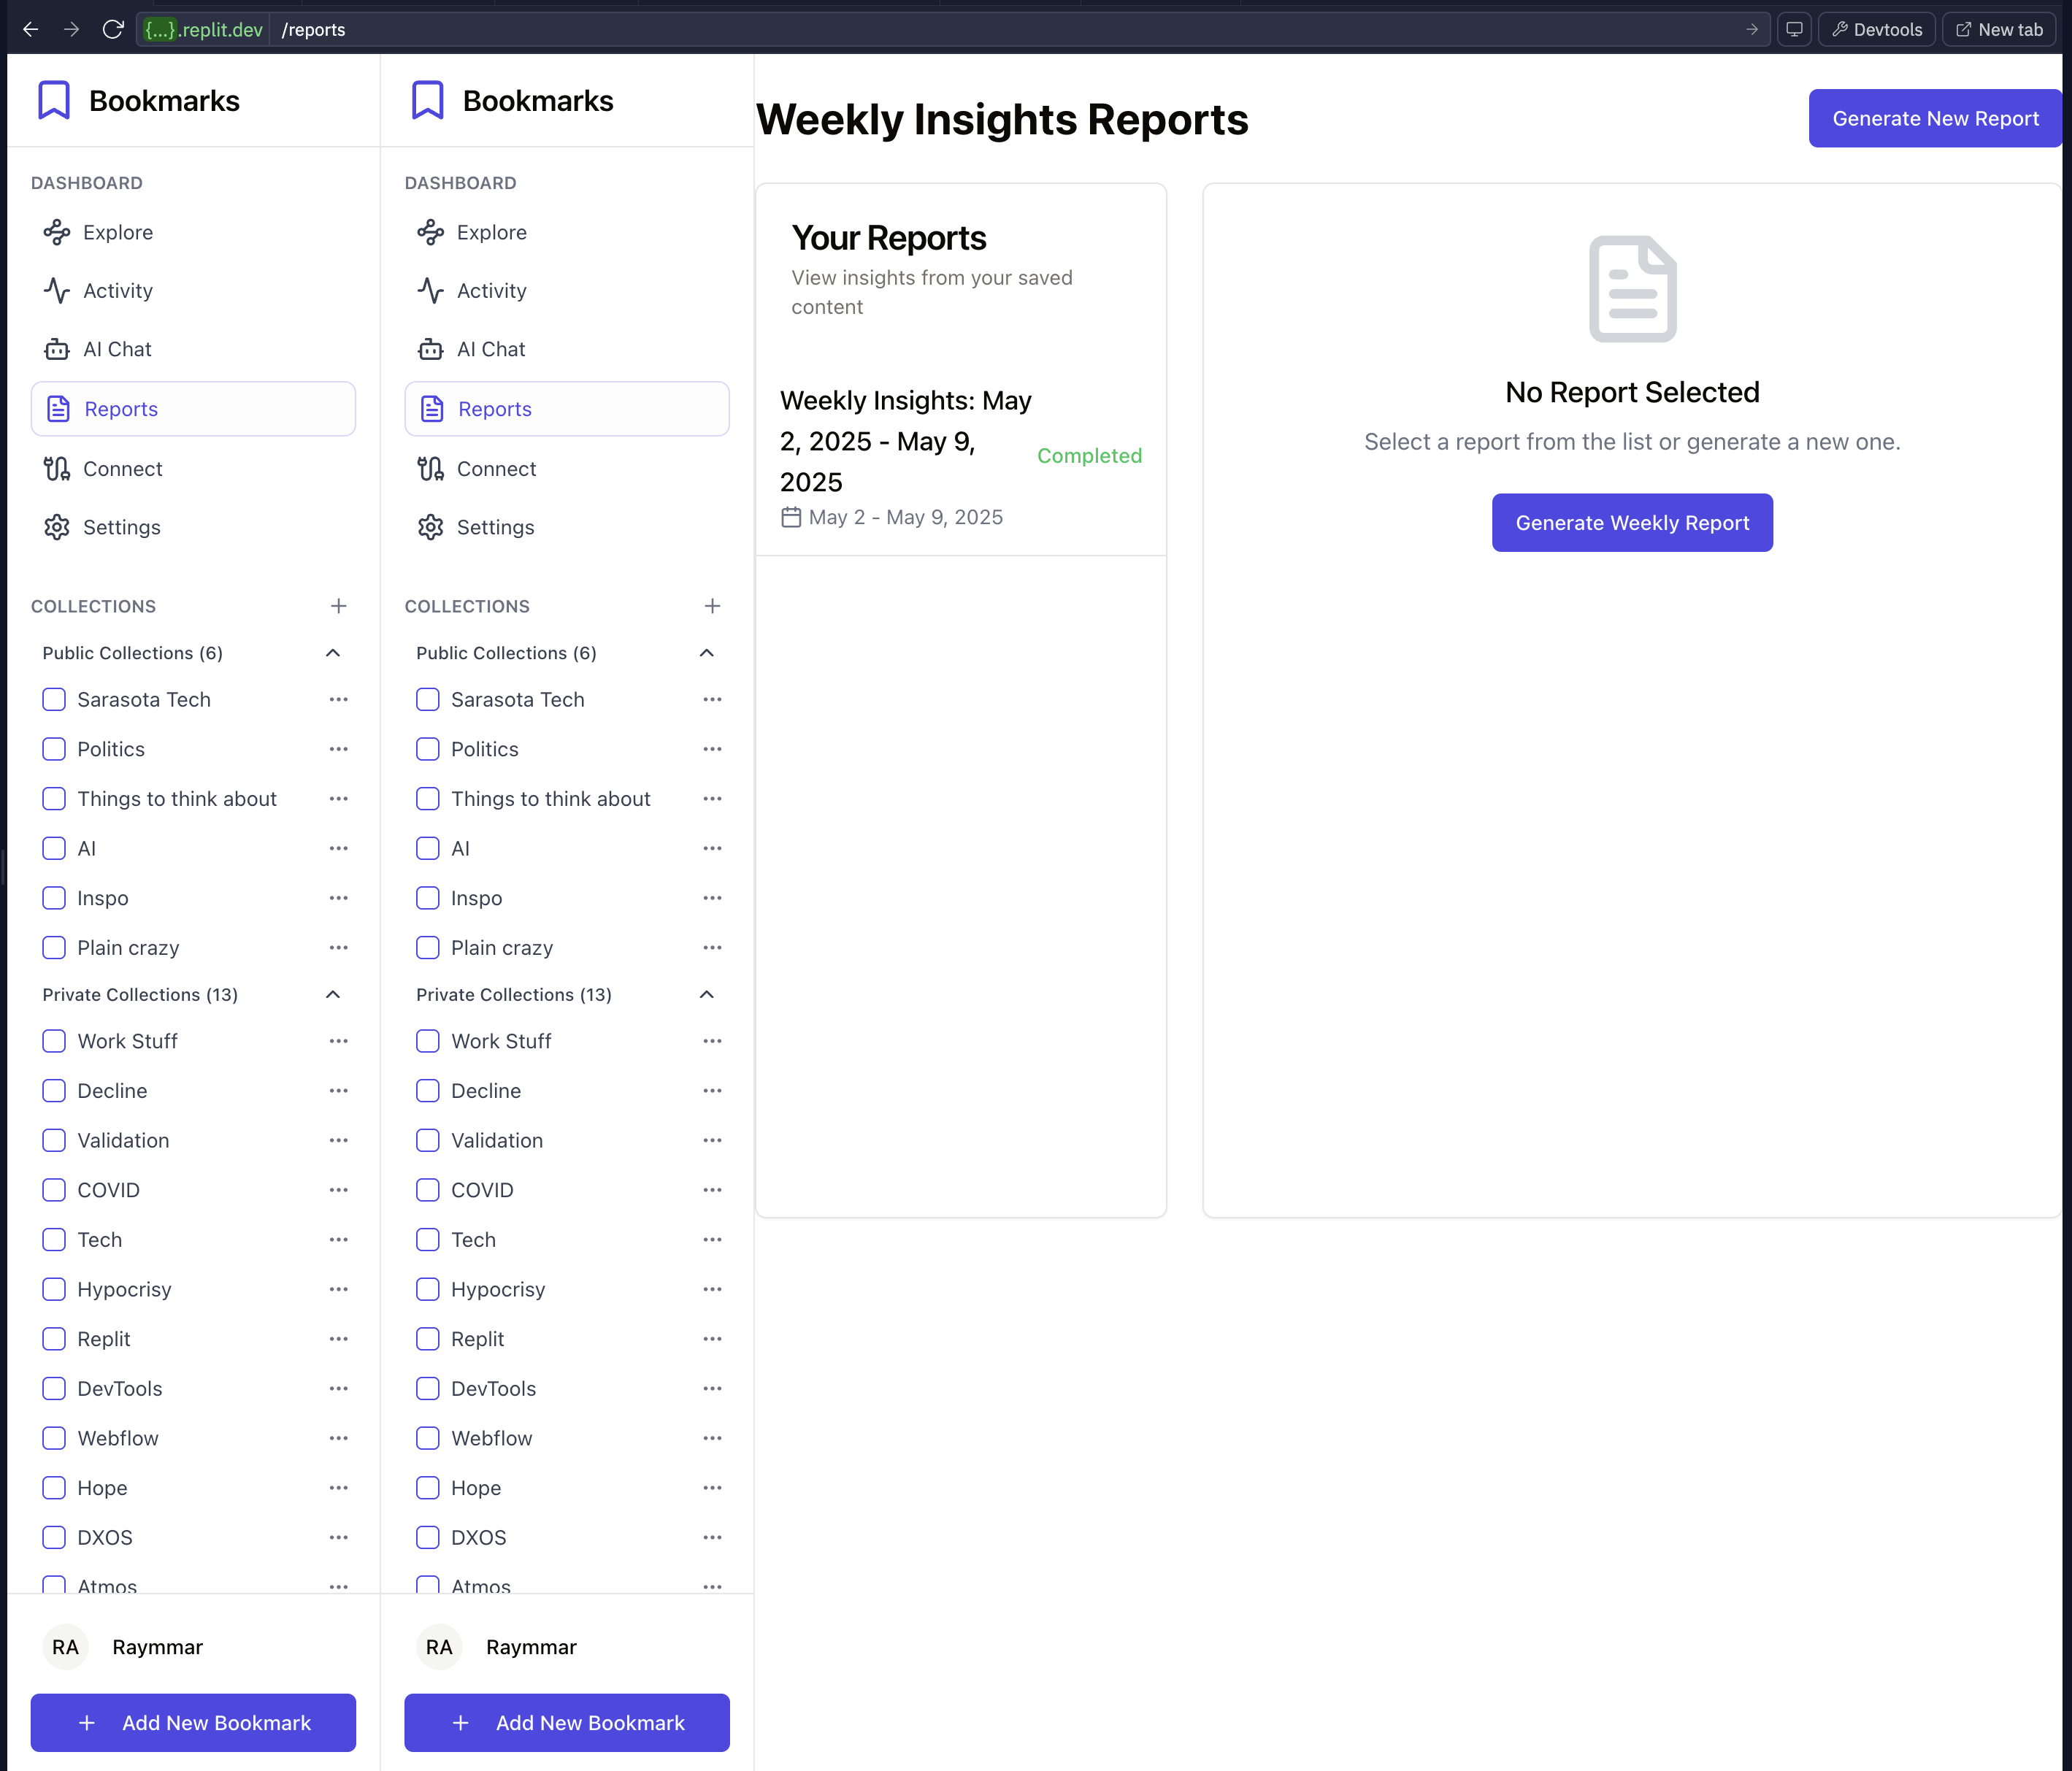 {...}.replit.dev /reports
Devtools
New tab
Bookmarks
DASHBOARD
Explore
Activity
AI Chat
Reports
Connect
Settings
COLLECTIONS
Public Collections (6)
Sarasota Tech
Politics
Things to think about
AI
Inspo
Plain crazy
Private Collections (13)
Work Stuff
Decline
Validation
COVID
Tech
Hypocrisy
Replit
DevTools
Webflow
Hope
DXOS
Atmos
RA Raymmar
Add New Bookmark
Bookmarks
DASHBOARD
Explore
Activity
AI Chat
Reports
Connect
Settings
COLLECTIONS
Public Collections (6)
Sarasota Tech
Politics
Things to think about
AI
Inspo
Plain crazy
Private Collections (13)
Work Stuff
Decline
Validation
COVID
Tech
Hypocrisy
Replit
DevTools
Webflow
Hope
DXOS
Atmos
RA Raymmar
Add New Bookmark
Weekly Insights Reports
Generate New Report
Your Reports
View insights from your saved
content
Weekly Insights: May
2, 2025 - May 9,
2025
Completed
May 2 - May 9, 2025
No Report Selected
Select a report from the list or generate a new one.
Generate Weekly Report